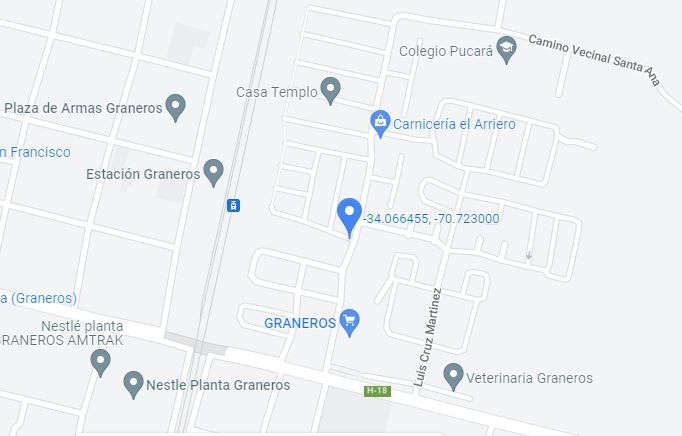 Colegio Pucará
Camino Vecinal Santa Ana
Casa Templo
Plaza de Armas Graneros
Carnicería el Arriero
n Francisco
Estación Graneros
-34.066455, -70.723000
a (Graneros)
GRANEROS
Luis Cruz Martinez
Nestlé planta
GRANEROS AMTRAK
Nestle Planta Graneros
Veterinaria Graneros
H-18